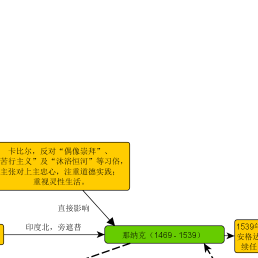 卡比尔，反对“偶像崇拜”、
苦行主义”及“沐浴恒河”等习俗，
主张对上主忠心，注重道德实践；
重视灵性生活。
直接影响
印度北，旁遮普
那纳克（1469 - 1539）
1539年
安格达
续任